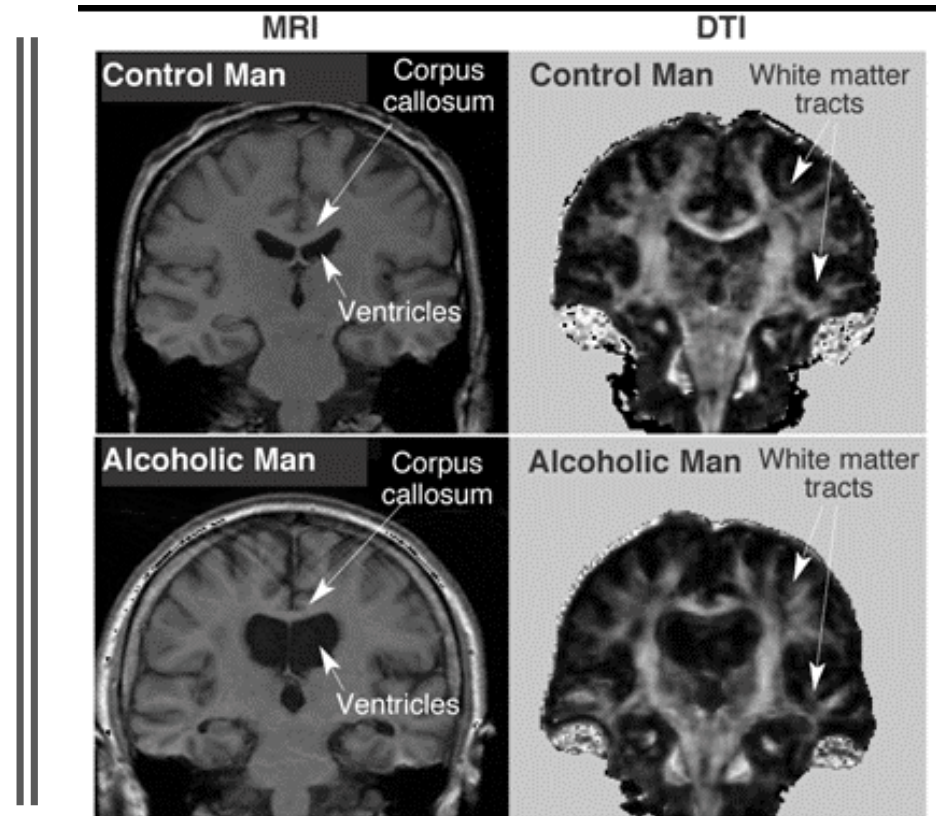 MRI
DTI
Control Man
Corpus
callosum
Ventricles
Control Man
White matter
tracts
Alcoholic Man
Corpus
callosum
Ventricles
Alcoholic Man
White matter
tracts